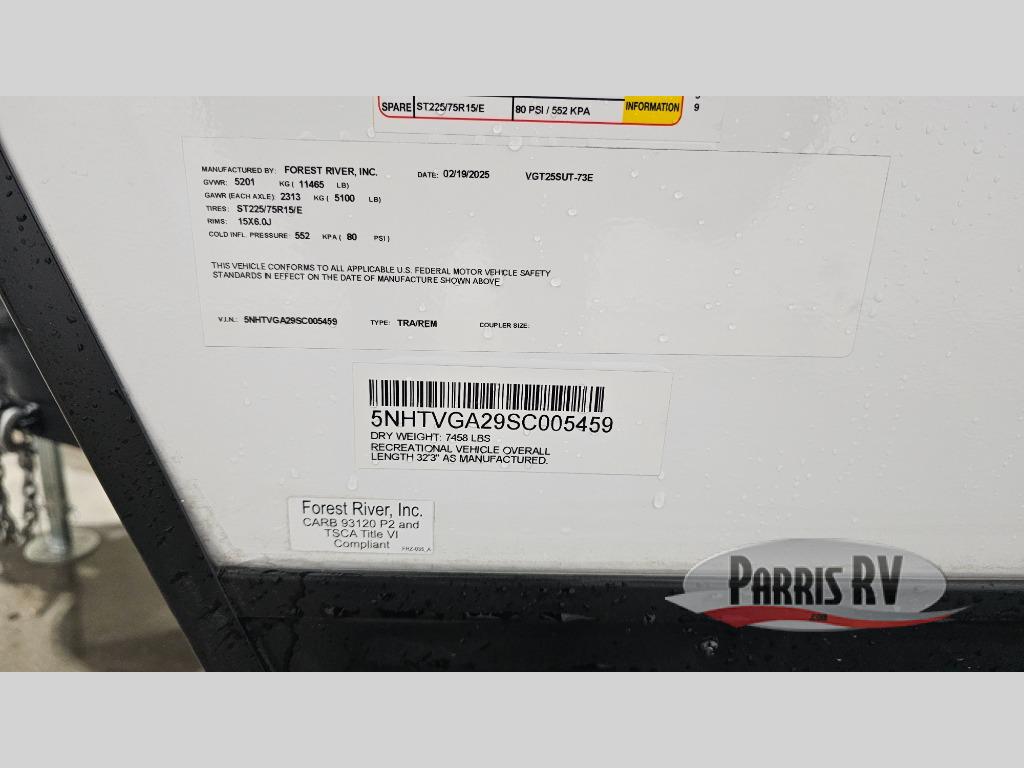 SPARE ST225/75R15/E 80 PSI / 552 KPA INFORMATION
9
MANUFACTURED BY: FOREST RIVER, INC. DATE: 02/19/2025 VGT25SUT-73E
GVWR: 5201 KG ( 11465 LB)
GAWR (EACH AXLE): 2313 KG ( 5100 LB)
TIRES: ST225/75R15/E
RIMS: 15X6.0J
COLD INFL. PRESSURE: 552 KPA ( 80 PSI )
THIS VEHICLE CONFORMS TO ALL APPLICABLE U.S. FEDERAL MOTOR VEHICLE SAFETY
STANDARDS IN EFFECT ON THE DATE OF MANUFACTURE SHOWN ABOVE
V.I.N.: 5NHTVGA29SC005459 TYPE: TRA/REM COUPLER SIZE:
5NHTVGA29SC005459
DRY WEIGHT: 7458 LBS
RECREATIONAL VEHICLE OVERALL
LENGTH 32'3" AS MANUFACTURED.
Forest River, Inc.
CARB 93120 P2 and
TSCA Title VI
Compliant
FRZ-035_A
PARRIS RV
.COM